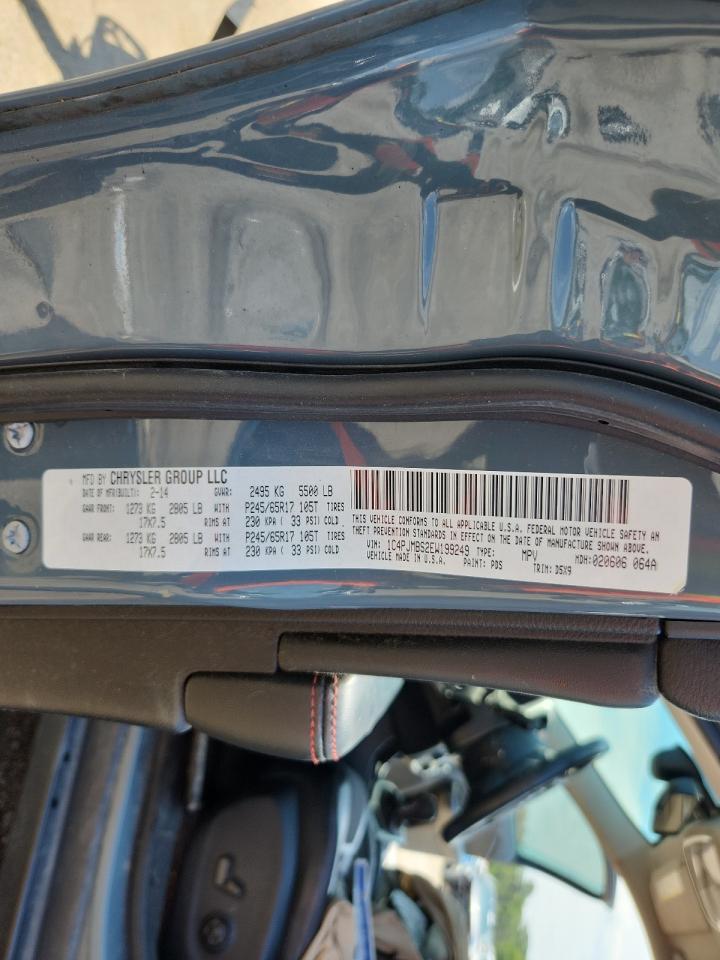 MFD BY CHRYSLER GROUP LLC
DATE OF MFR(BUILT): 2-14 GVWR: 2495 KG 5500 LB
GAWR FRONT: 1273 KG 2805 LB WITH P245/65R17 105T TIRES
17X7.5 RIMS AT 230 KPA ( 33 PSI) COLD
GAWR REAR: 1273 KG 2805 LB WITH P245/65R17 105T TIRES
17X7.5 RIMS AT 230 KPA ( 33 PSI) COLD
THIS VEHICLE CONFORMS TO ALL APPLICABLE U.S.A. FEDERAL MOTOR VEHICLE SAFETY AN
THEFT PREVENTION STANDARDS IN EFFECT ON THE DATE OF MANUFACTURE SHOWN ABOVE.
VIN: 1C4PJMBS2EW199249 TYPE: MPV MDH:020606 064A
VEHICLE MADE IN U.S.A. PAINT: PDS TRIM: D5X9